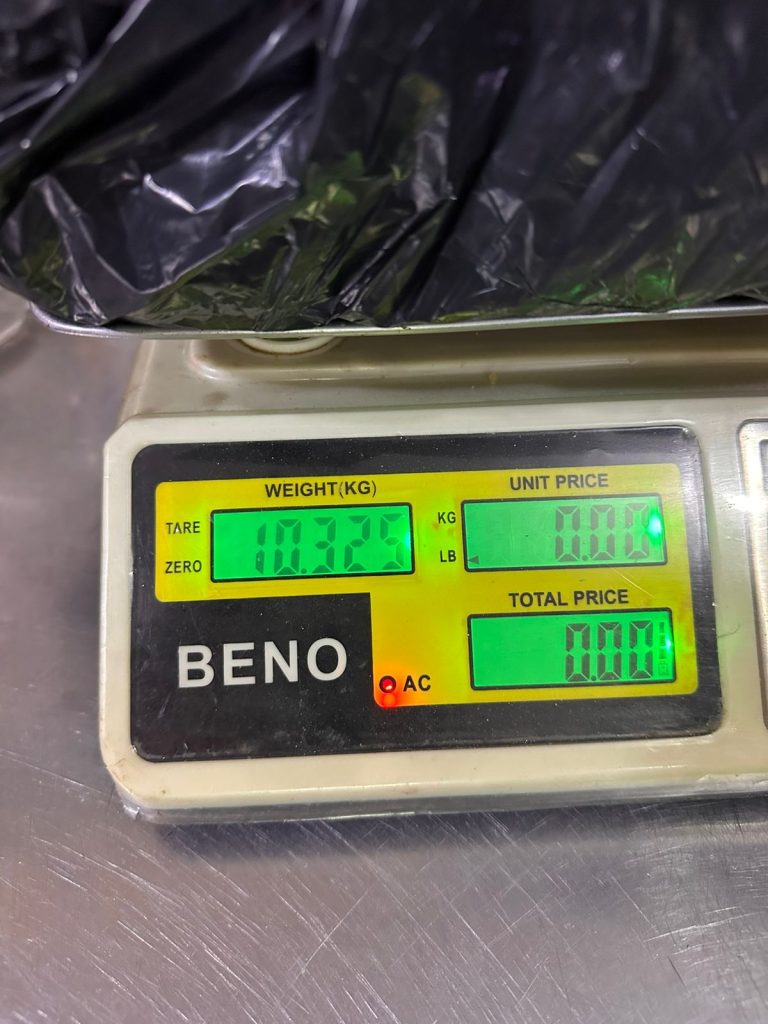 WEIGHT(KG)
UNIT PRICE
TARE
ZERO
10.325
KG
LB
0.00
TOTAL PRICE
0.00
BENO
AC